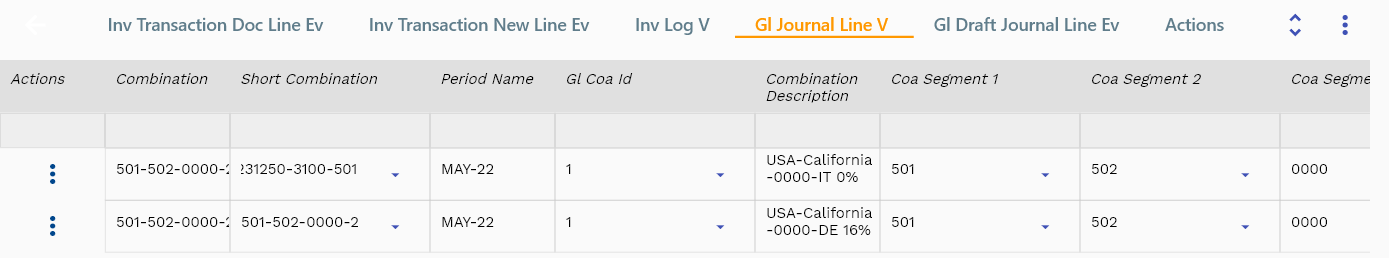 Inv Transaction Doc Line Ev Inv Transaction New Line Ev Inv Log V Gl Journal Line V Gl Draft Journal Line Ev Actions
Actions Combination Short Combination Period Name Gl Coa Id Combination Description Coa Segment 1 Coa Segment 2 Coa Segme
501-502-0000- 231250-3100-501 MAY-22 1 USA-California 501 502 0000
-0000-IT 0%
501-502-0000- 501-502-0000-2 MAY-22 1 USA-California 501 502 0000
-0000-DE 16%